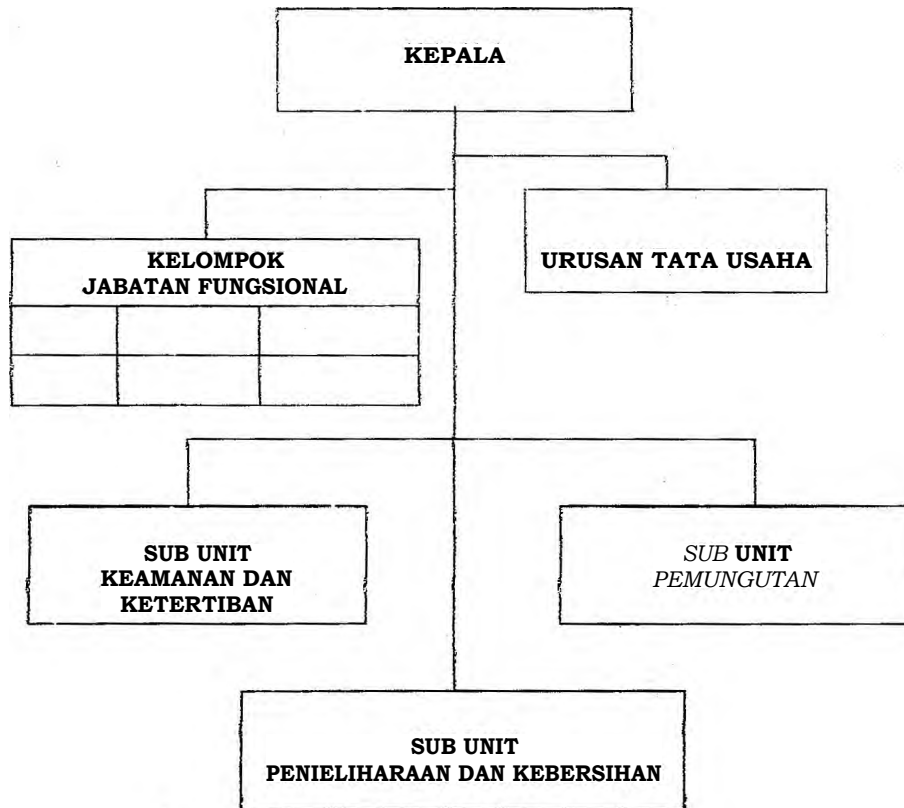 KEPALA
URUSAN TATA USAHA
KELOMPOK
JABATAN FUNGSIONAL
SUB UNIT
KEAMANAN DAN
KETERTIBAN
SUB UNIT
PEMUNGUTAN
SUB UNIT
PENIELIHARAAN DAN KEBERSIHAN